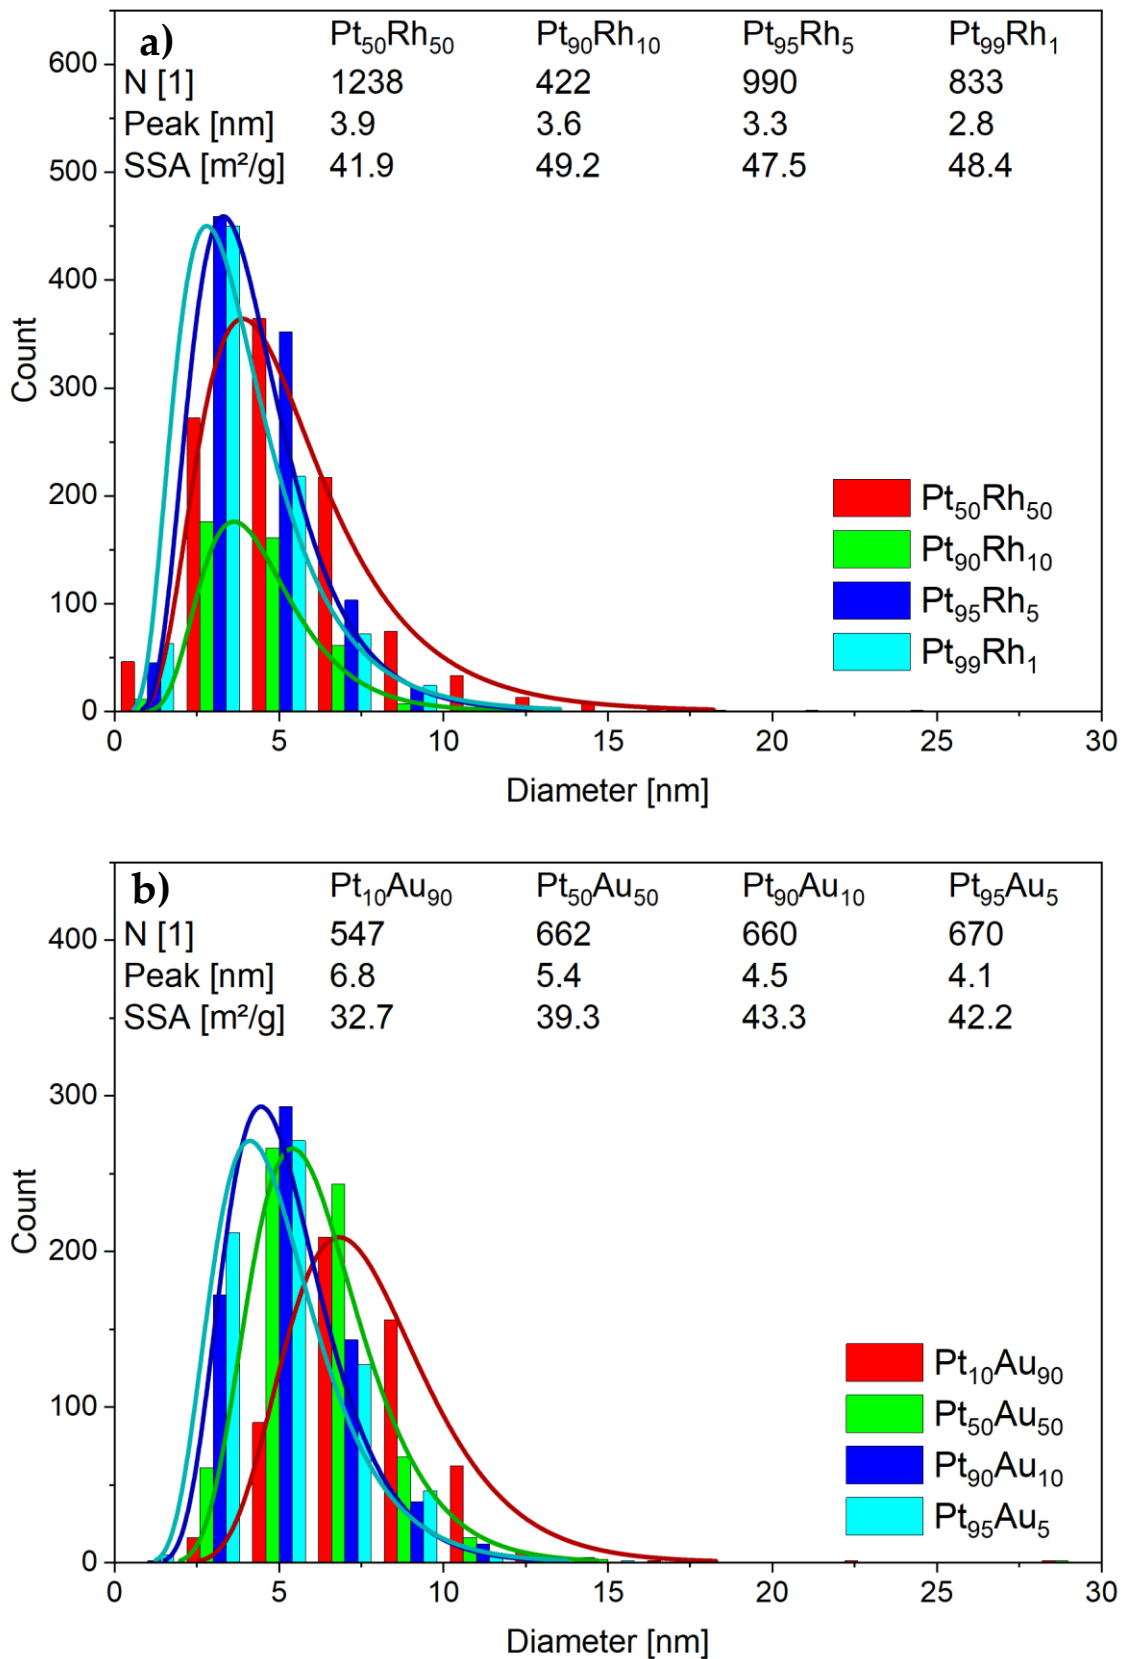 a) Pt₅₀Rh₅₀ Pt₉₀Rh₁₀ Pt₉₅Rh₅ Pt₉₉Rh₁
N [1] 1238 422 990 833
Peak [nm] 3.9 3.6 3.3 2.8
SSA [m²/g] 41.9 49.2 47.5 48.4
600
500
400
300
200
100
0
Count
Pt₅₀Rh₅₀
Pt₉₀Rh₁₀
Pt₉₅Rh₅
Pt₉₉Rh₁
0 5 10 15 20 25 30
Diameter [nm]
b) Pt₁₀Au₉₀ Pt₅₀Au₅₀ Pt₉₀Au₁₀ Pt₉₅Au₅
N [1] 547 662 660 670
Peak [nm] 6.8 5.4 4.5 4.1
SSA [m²/g] 32.7 39.3 43.3 42.2
400
300
200
100
0
Count
Pt₁₀Au₉₀
Pt₅₀Au₅₀
Pt₉₀Au₁₀
Pt₉₅Au₅
0 5 10 15 20 25 30
Diameter [nm]